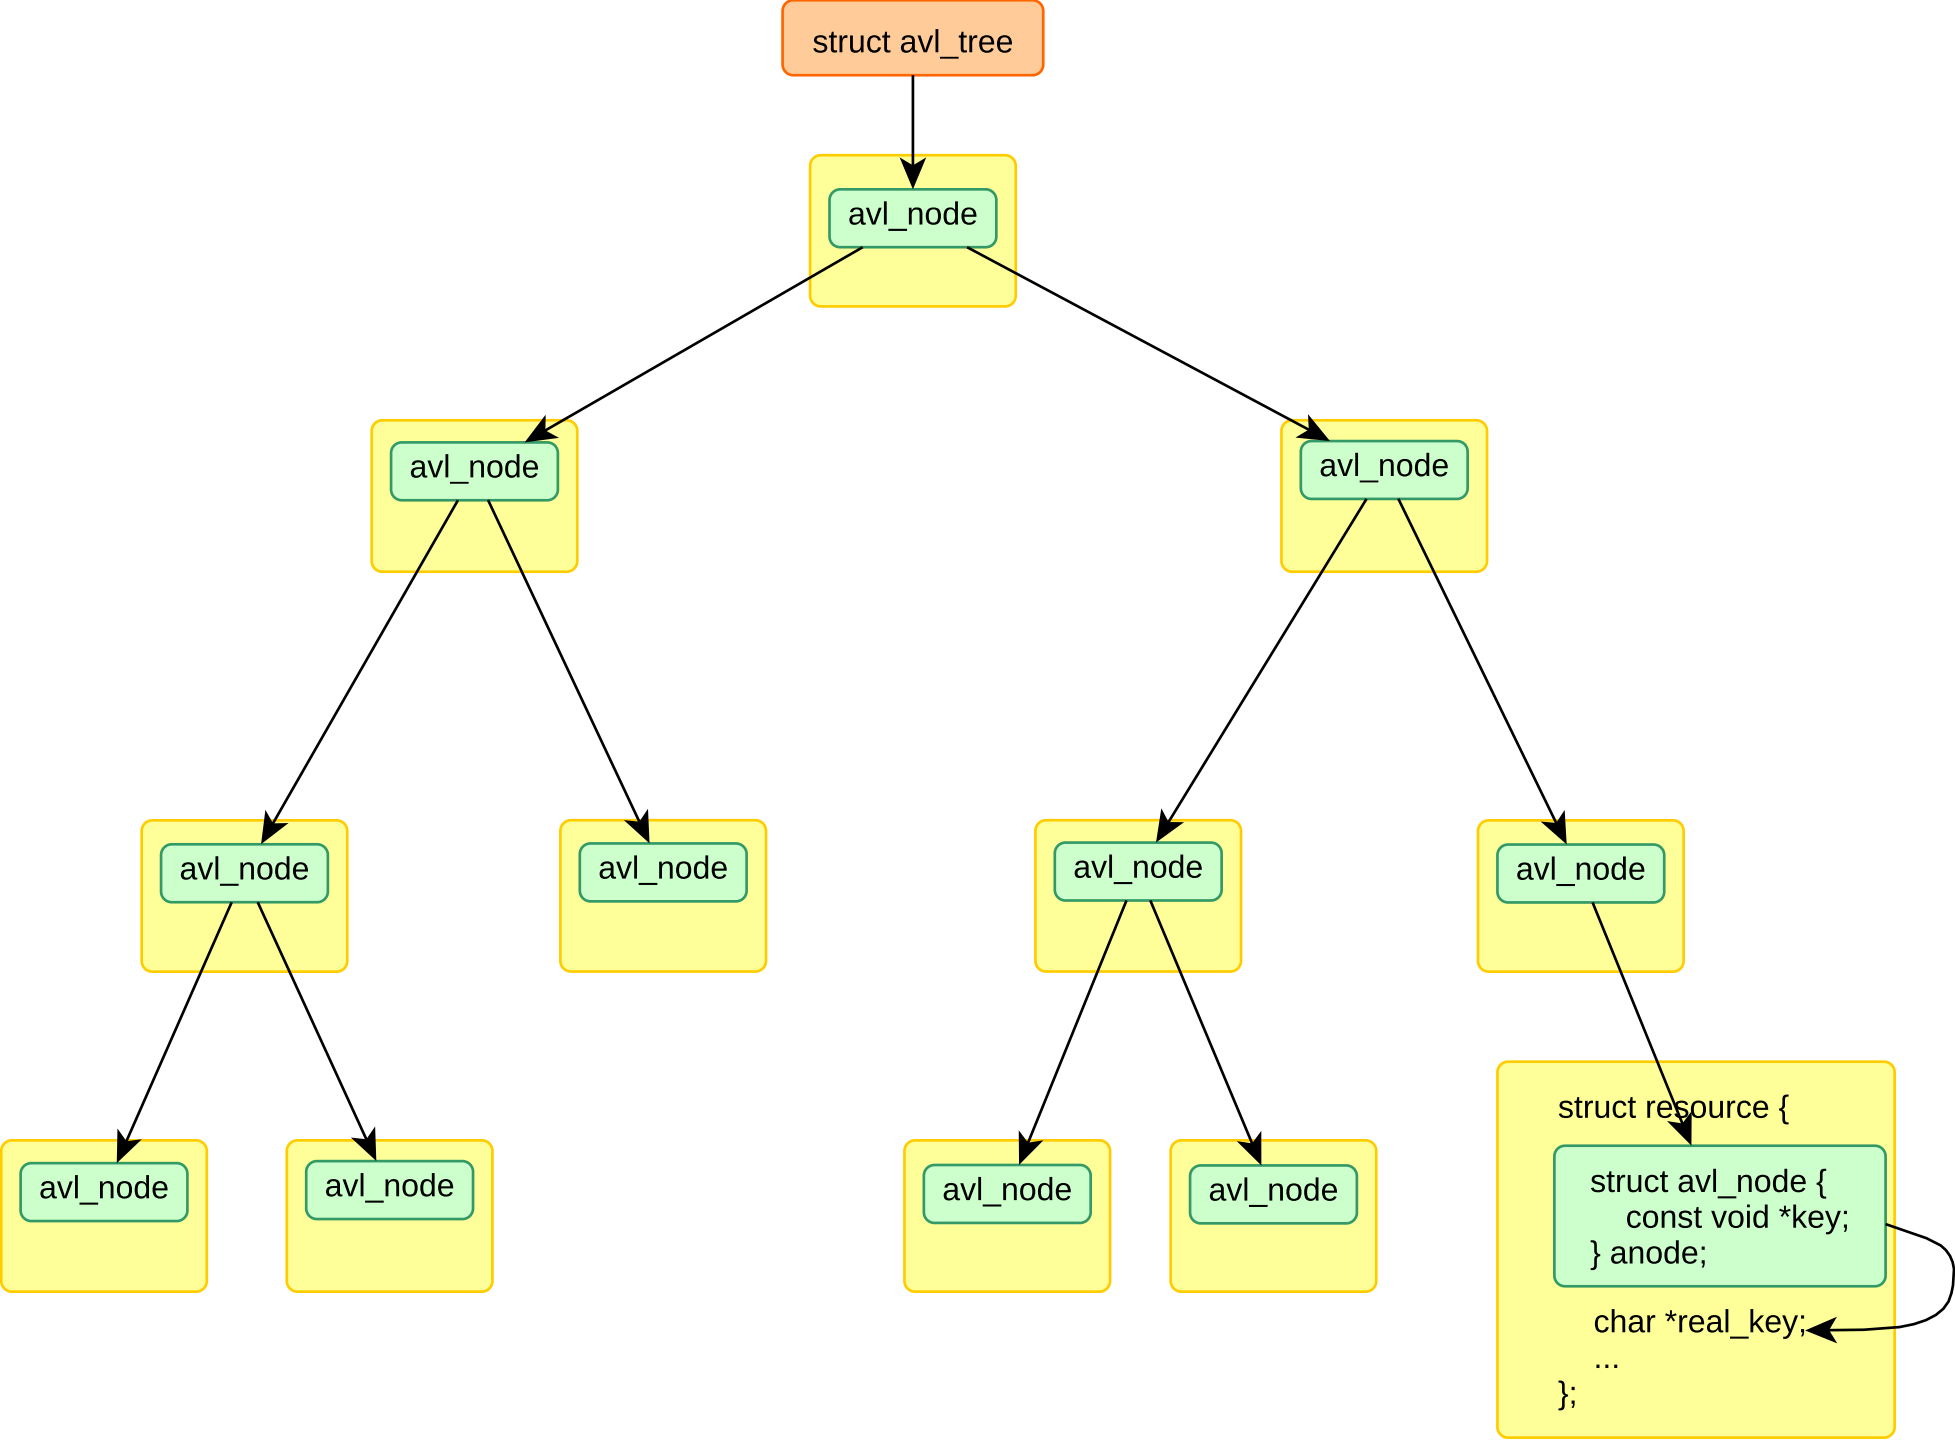 struct avl_tree
avl_node
avl_node
avl_node
avl_node
avl_node
avl_node
avl_node
avl_node
avl_node
avl_node
avl_node
struct resource {
struct avl_node {
const void *key;
} anode;
char *real_key;
...
};